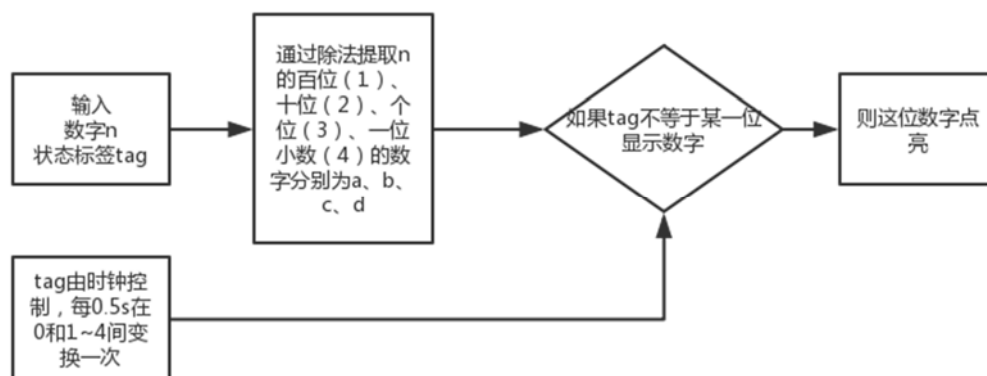 输入
数字n
状态标签tag
通过除法提取n
的百位（1）、
十位（2）、个
位（3）、一位
小数（4）的数
字分别为a、b、
c、d
如果tag不等于某一位
显示数字
则这位数字点
亮
tag由时钟控
制，每0.5s在
0和1~4间变
换一次